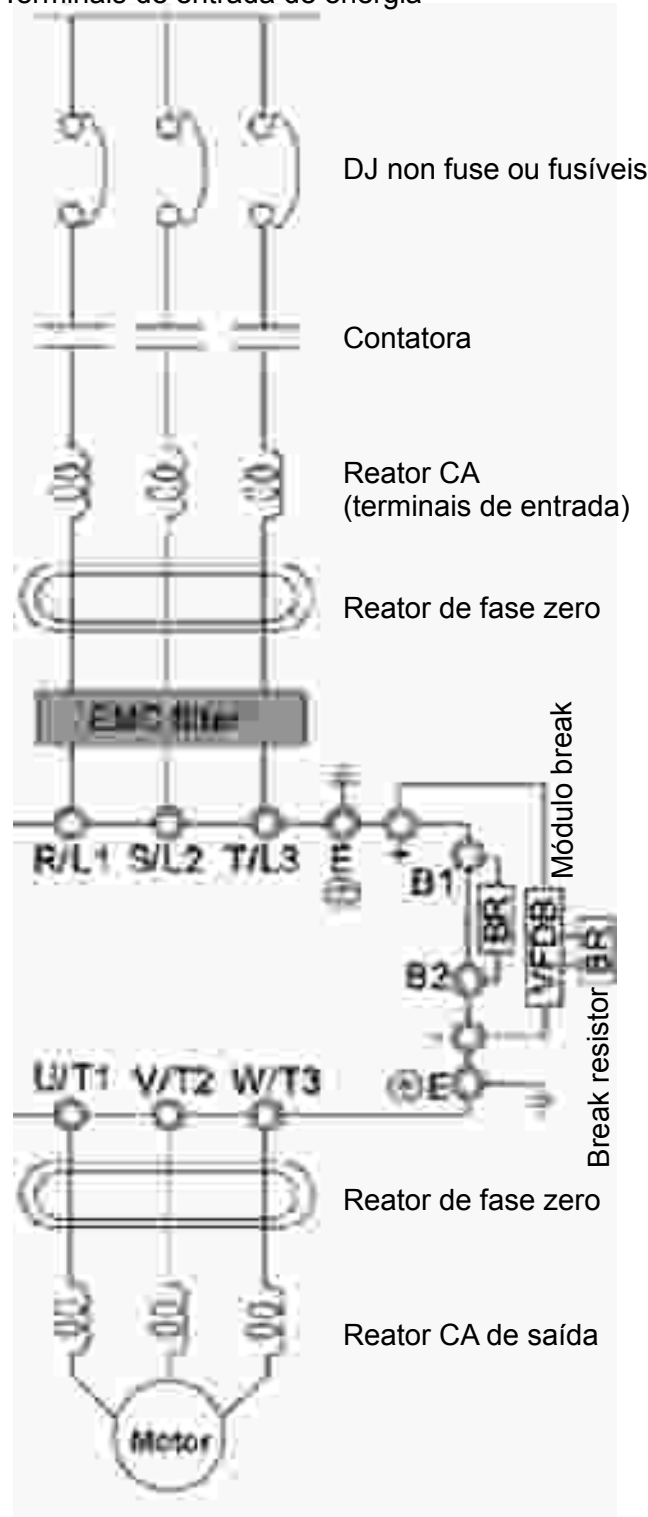 Terminais de entrada de energia
DJ non fuse ou fusíveis
Contatora
Reator CA
(terminais de entrada)
Reator de fase zero
EMC filter
Módulo break
R/L1 S/L2 T/L3
E
+
B1
BR
VFDB
BR
B2
-
Break resistor
U/T1 V/T2 W/T3
E
Reator de fase zero
Reator CA de saída
Motor